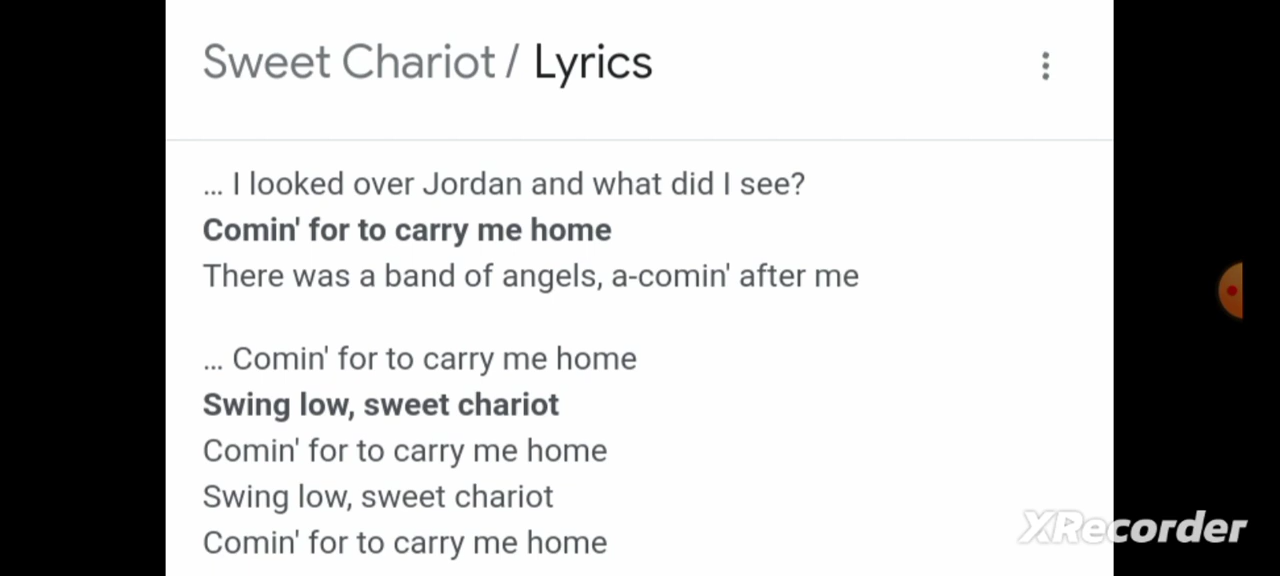 Sweet Chariot / Lyrics
... I looked over Jordan and what did I see?
Comin' for to carry me home
There was a band of angels, a-comin' after me
... Comin' for to carry me home
Swing low, sweet chariot
Comin' for to carry me home
Swing low, sweet chariot
Comin' for to carry me home
XRecorder